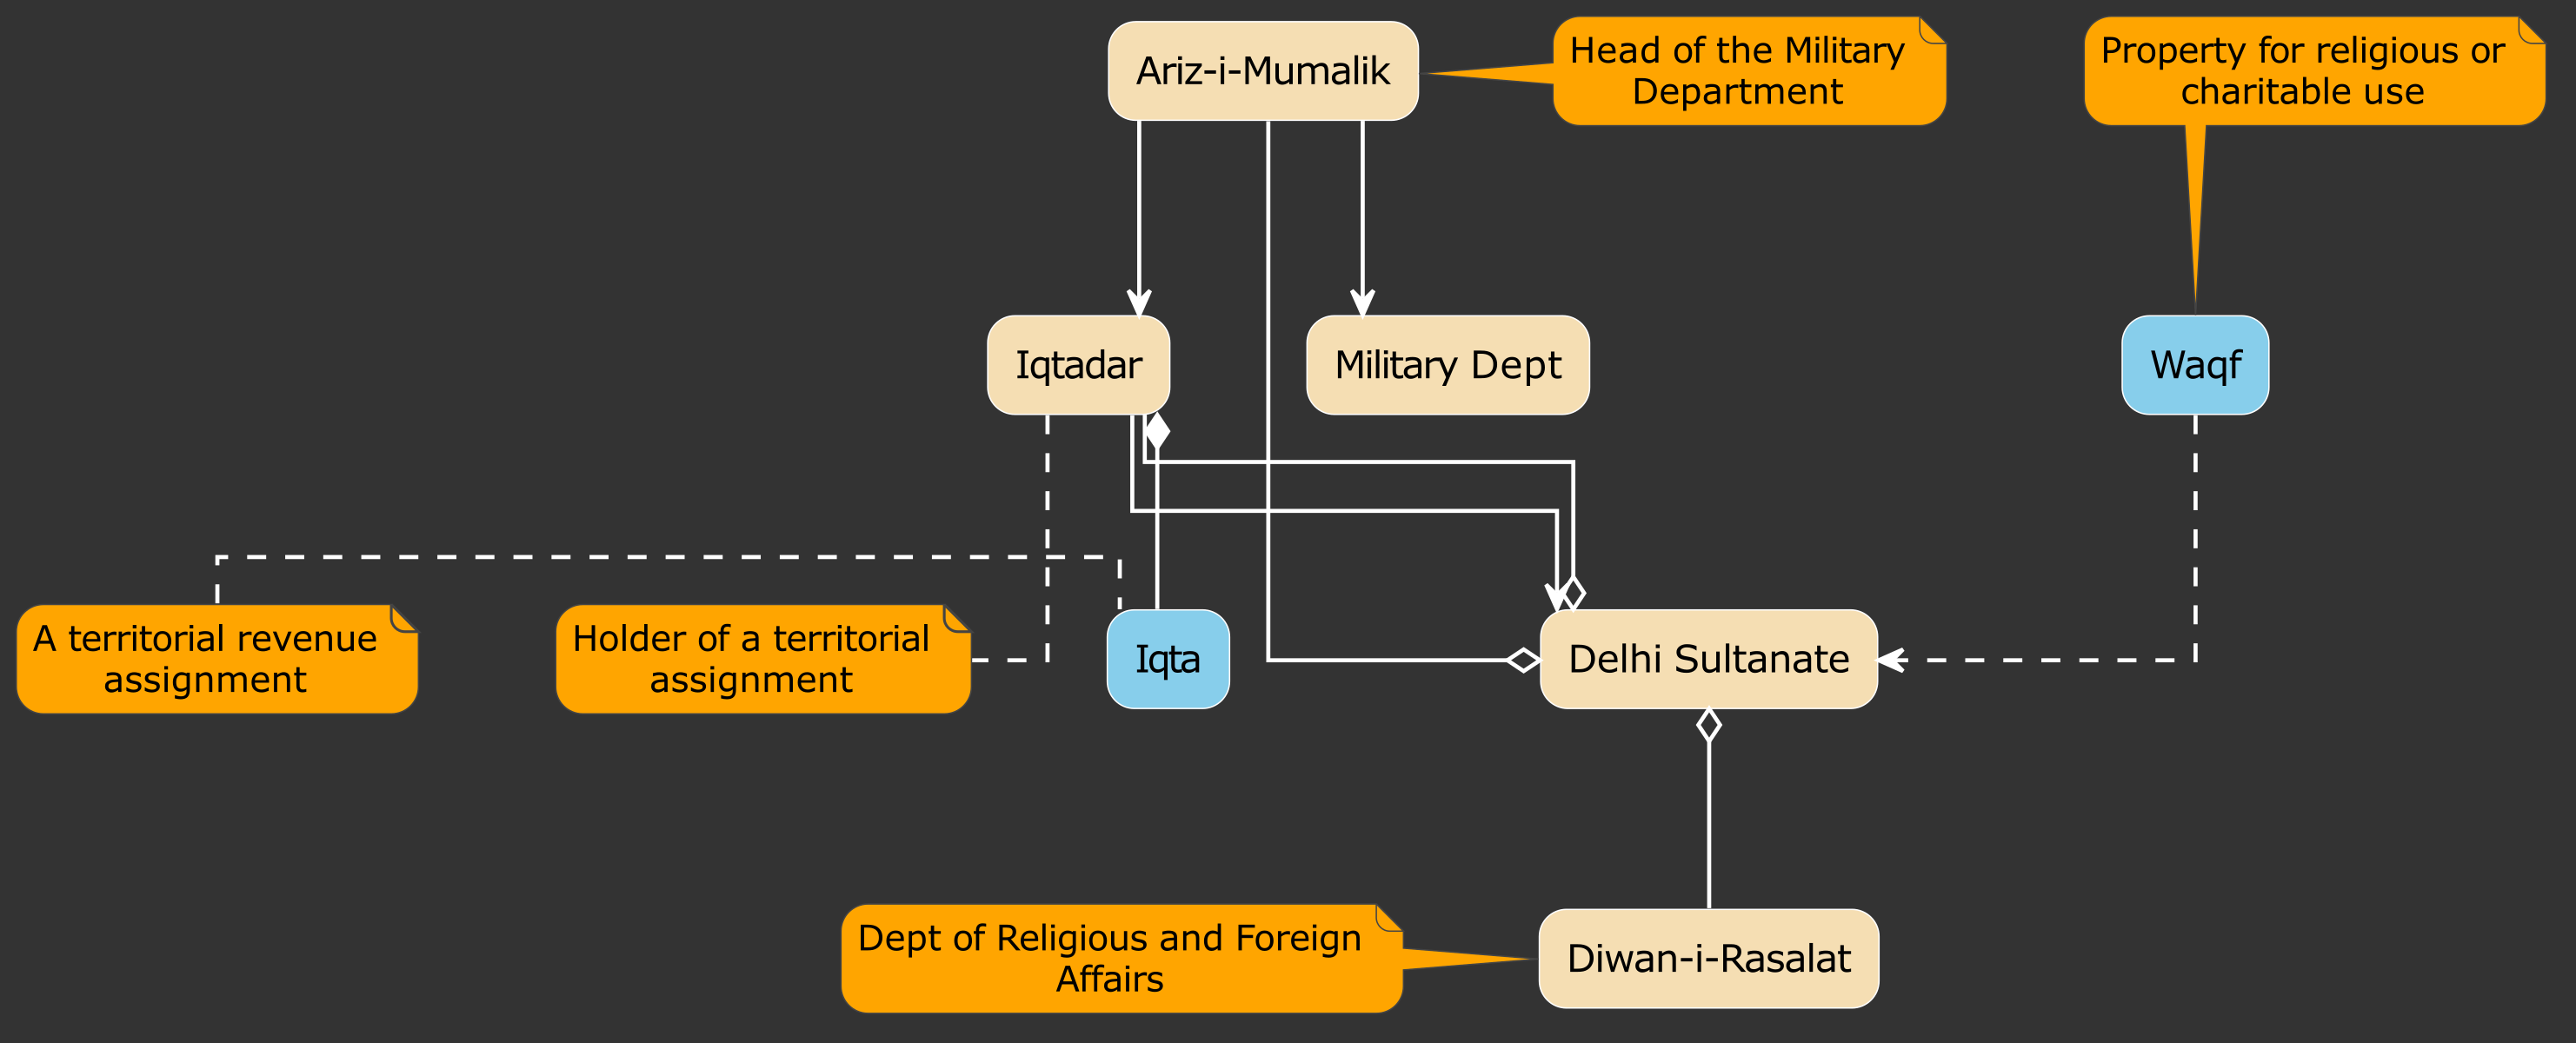 Ariz-i-Mumalik
Head of the Military
Department
Property for religious or
charitable use
Iqtadar
Military Dept
Waqf
A territorial revenue
assignment
Holder of a territorial
assignment
Iqta
Delhi Sultanate
Dept of Religious and Foreign
Affairs
Diwan-i-Rasalat